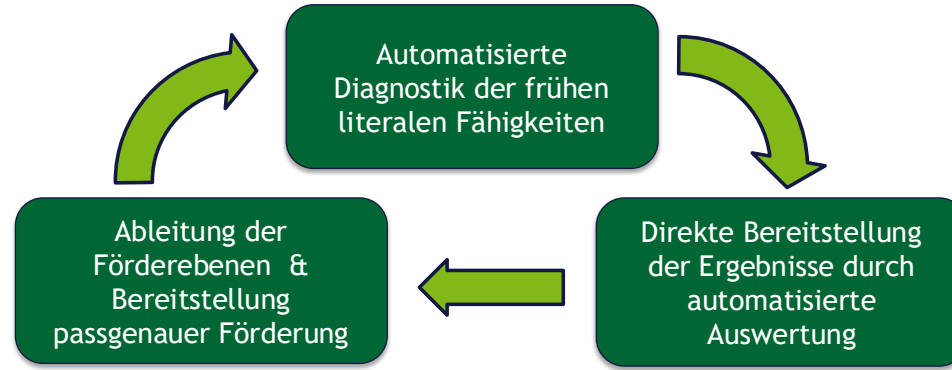 Automatisierte
Diagnostik der frühen
literalen Fähigkeiten
Ableitung der
Förderebenen &
Bereitstellung
passgenauer Förderung
Direkte Bereitstellung
der Ergebnisse durch
automatisierte
Auswertung